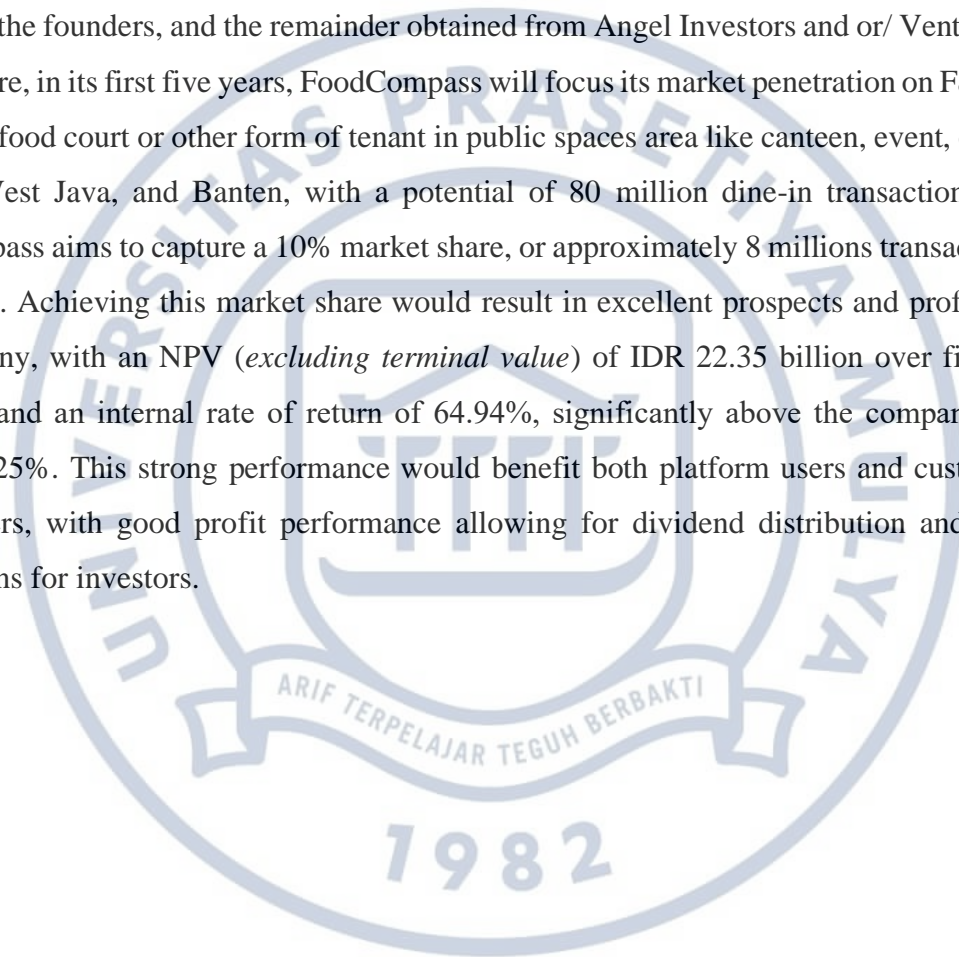 the founders, and the remainder obtained from Angel Investors and or/ Vent
re, in its first five years, FoodCompass will focus its market penetration on F
food court or other form of tenant in public spaces area like canteen, event,
West Java, and Banten, with a potential of 80 million dine-in transaction
pass aims to capture a 10% market share, or approximately 8 millions transa
. Achieving this market share would result in excellent prospects and prof
ny, with an NPV (excluding terminal value) of IDR 22.35 billion over fi
and an internal rate of return of 64.94%, significantly above the compan
25%. This strong performance would benefit both platform users and cust
ers, with good profit performance allowing for dividend distribution and
ns for investors.
UNIVERSITAS PRASETIYA MULYA
ARIF TERPELAJAR TEGUH BERBAKTI
1982